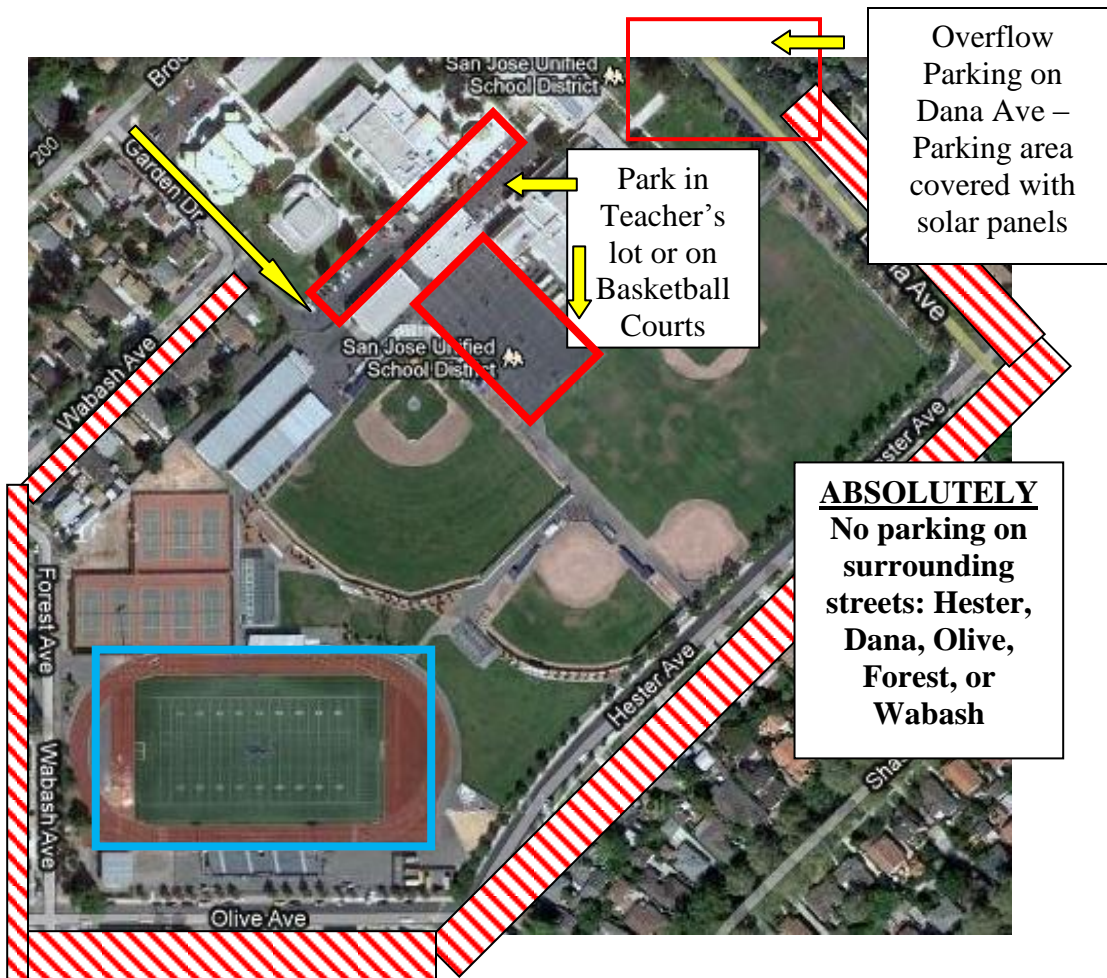 Overflow
Parking on
Dana Ave –
Parking area
covered with
solar panels
San Jose Unified
School District
200
Garden Dr
Park in
Teacher’s
lot or on
Basketball
Courts
San Jose Unified
School District
Wabash Ave
Ave
ABSOLUTELY
No parking on
surrounding
streets: Hester,
Dana, Olive,
Forest, or
Wabash
Forest Ave
Hester Ave
Wabash Ave
Olive Ave